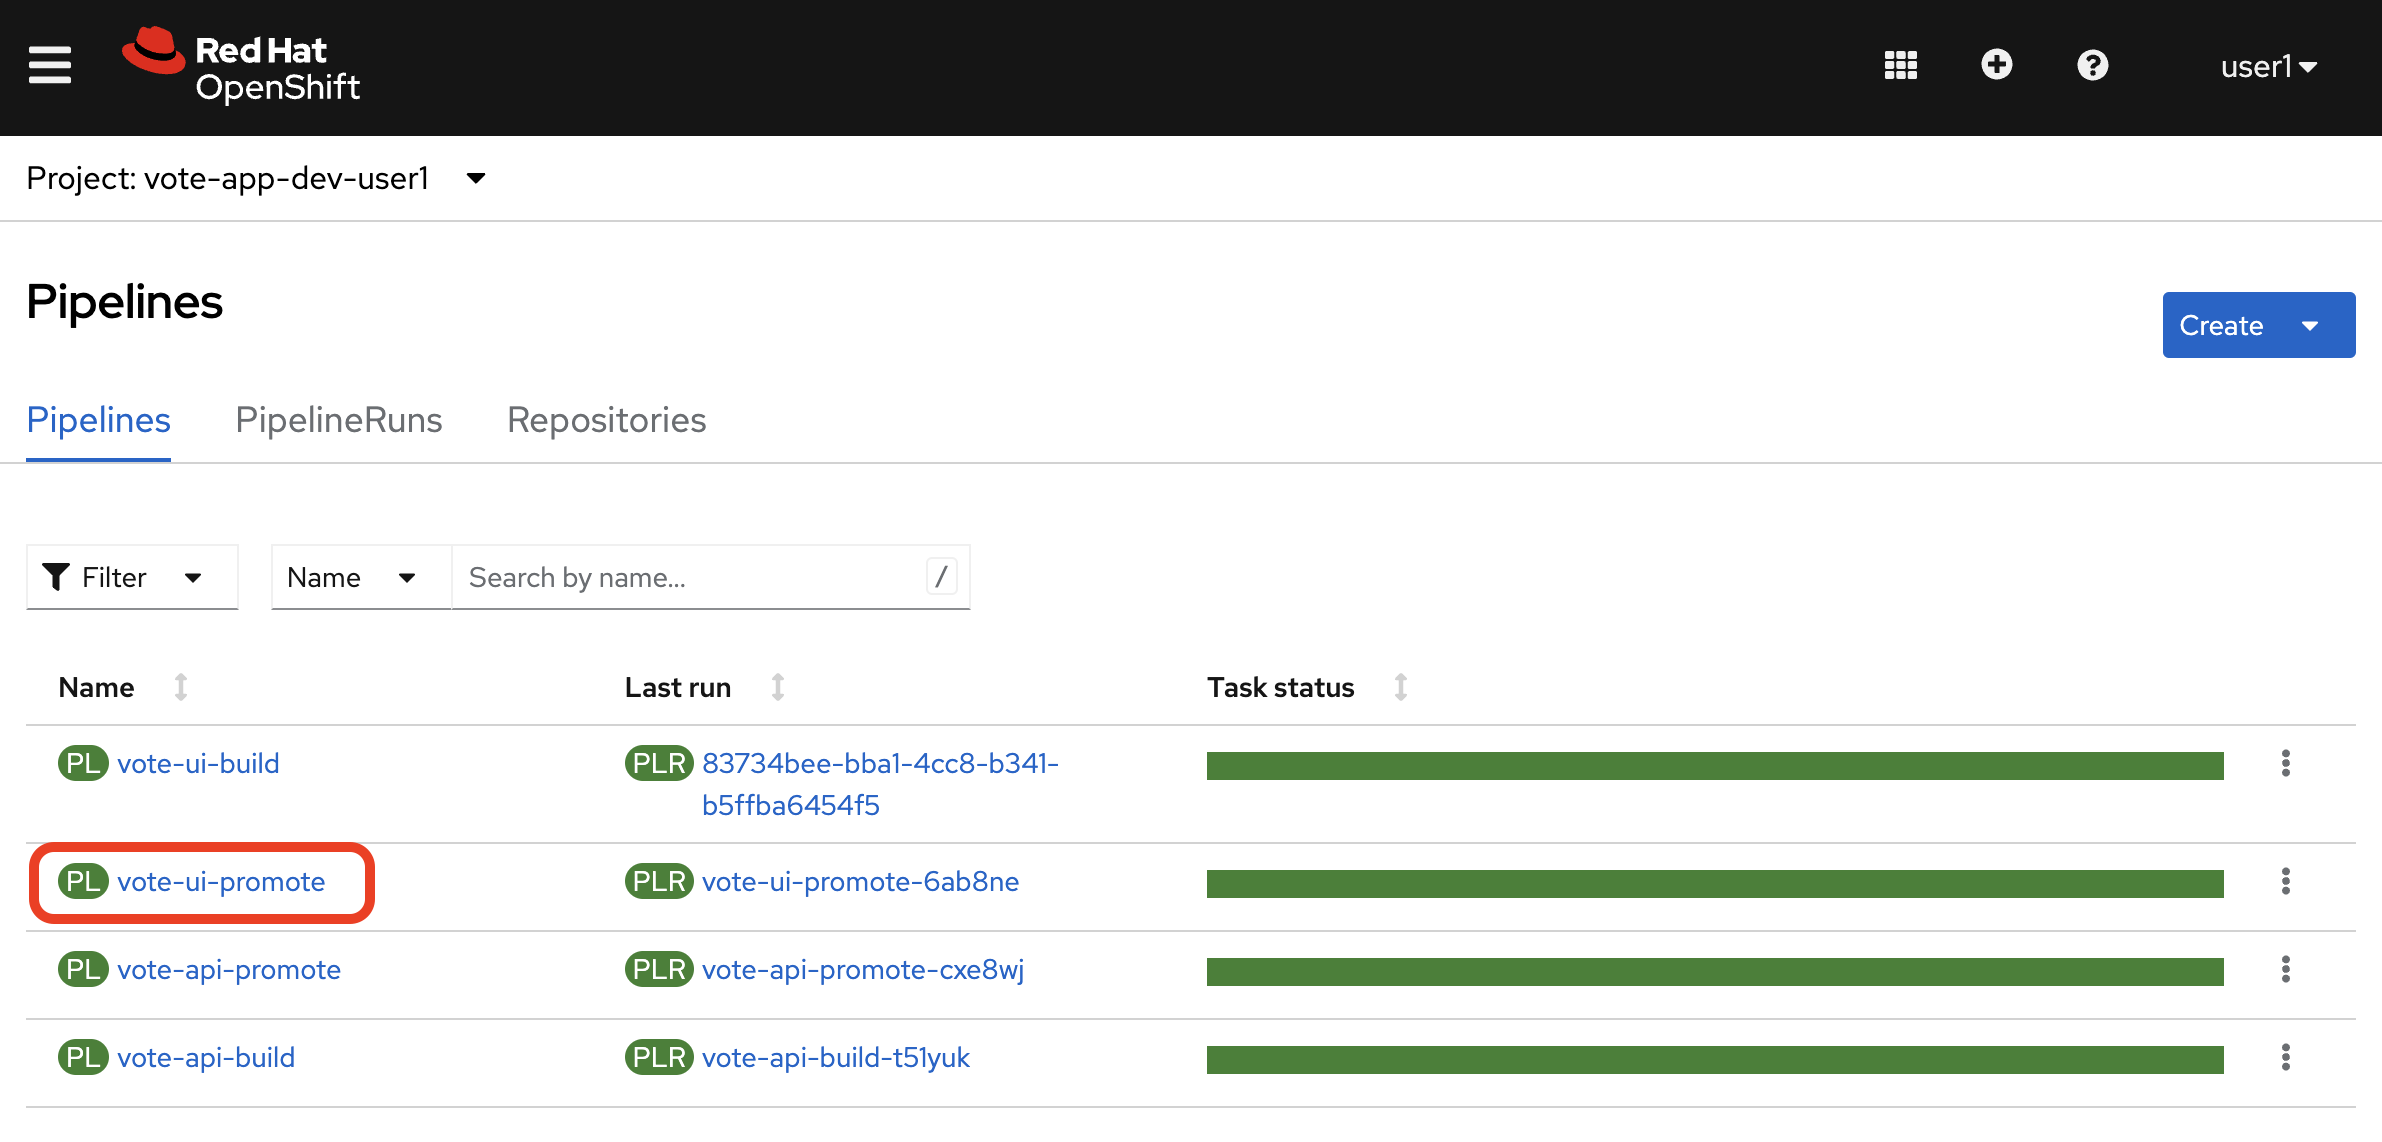 Red Hat
OpenShift
user1
Project: vote-app-dev-user1
Pipelines
Create
Pipelines PipelineRuns Repositories
Filter Name Search by name... /
Name Last run Task status
PL vote-ui-build PLR 83734bee-bba1-4cc8-b341-
b5ffba6454f5
PL vote-ui-promote PLR vote-ui-promote-6ab8ne
PL vote-api-promote PLR vote-api-promote-cxe8wj
PL vote-api-build PLR vote-api-build-t51yuk